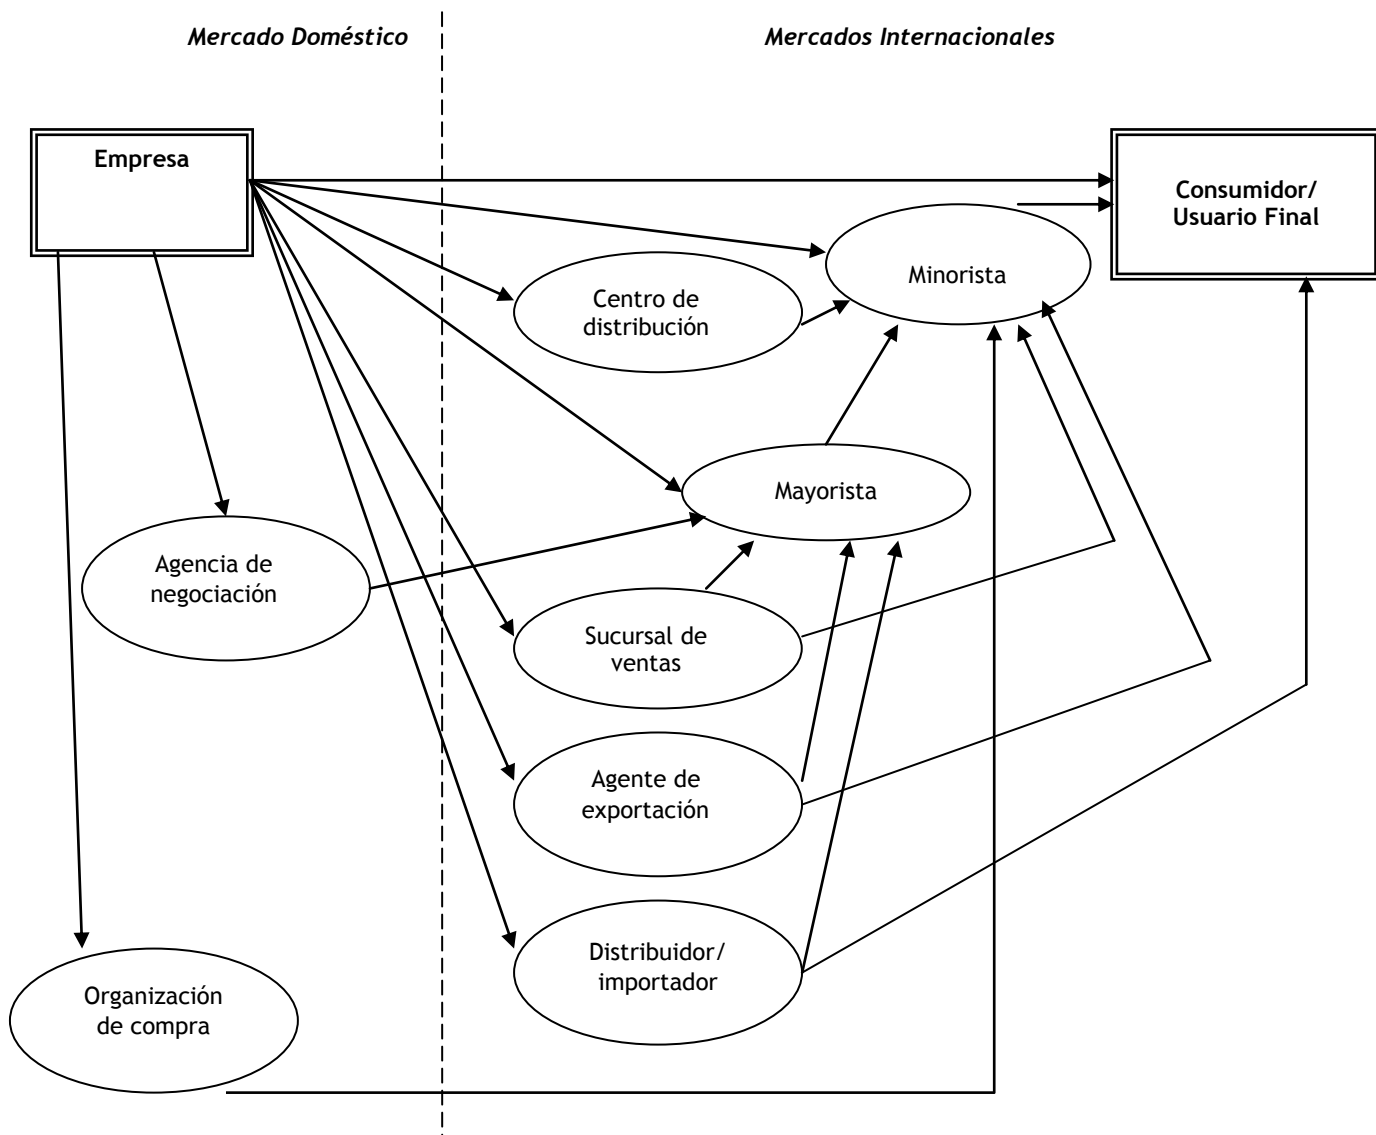 Mercado Doméstico
Mercados Internacionales
Empresa
Consumidor/
Usuario Final
Minorista
Centro de
distribución
Mayorista
Agencia de
negociación
Sucursal de
ventas
Agente de
exportación
Distribuidor/
importador
Organización
de compra